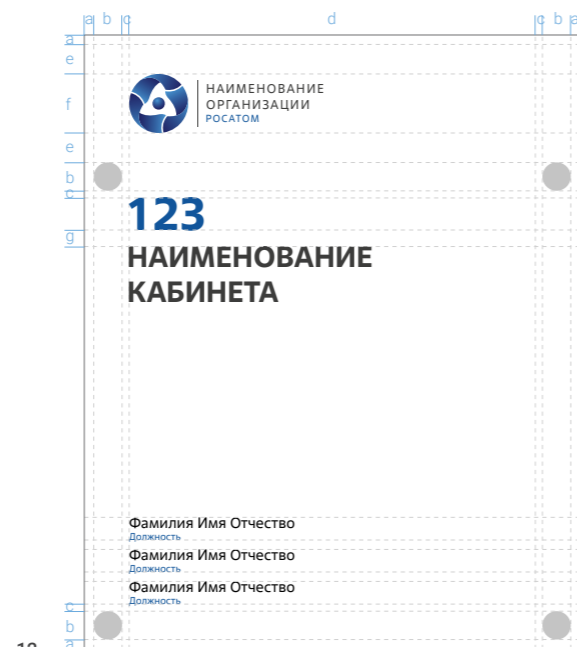 a b c d c b a
a
e
f
НАИМЕНОВАНИЕ
ОРГАНИЗАЦИИ
РОСАТОМ
e
b
c
123
g
НАИМЕНОВАНИЕ
КАБИНЕТА
Фамилия Имя Отчество
Должность
Фамилия Имя Отчество
Должность
Фамилия Имя Отчество
Должность
c
b
a